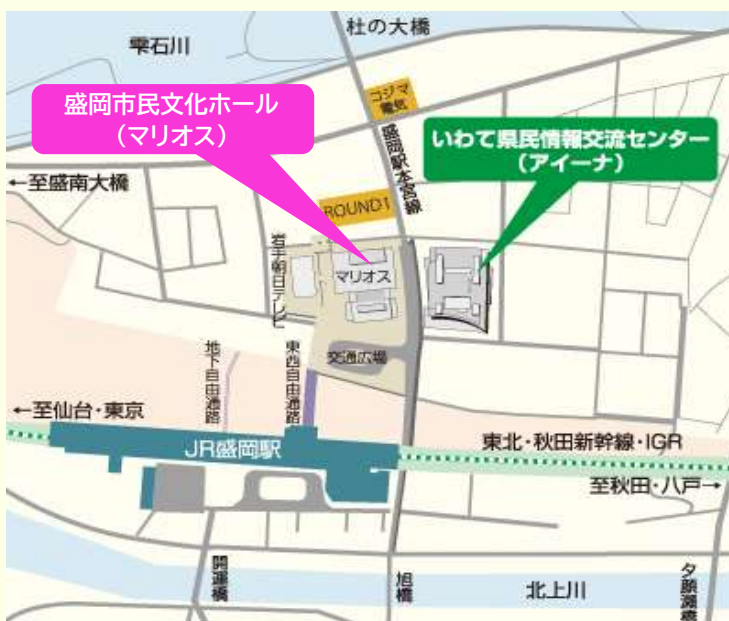 雫石川
杜の大橋
コジマ
電気
盛岡市民文化ホール
（マリオス）
盛岡駅本宮線
いわて県民情報交流センター
（アイーナ）
←至盛南大橋
ROUND1
岩手朝日テレビ
マリオス
交通広場
地下自由通路
東西自由通路
←至仙台・東京
JR盛岡駅
東北・秋田新幹線・IGR
至秋田・八戸→
開運橋
旭橋
北上川
夕顔瀬橋